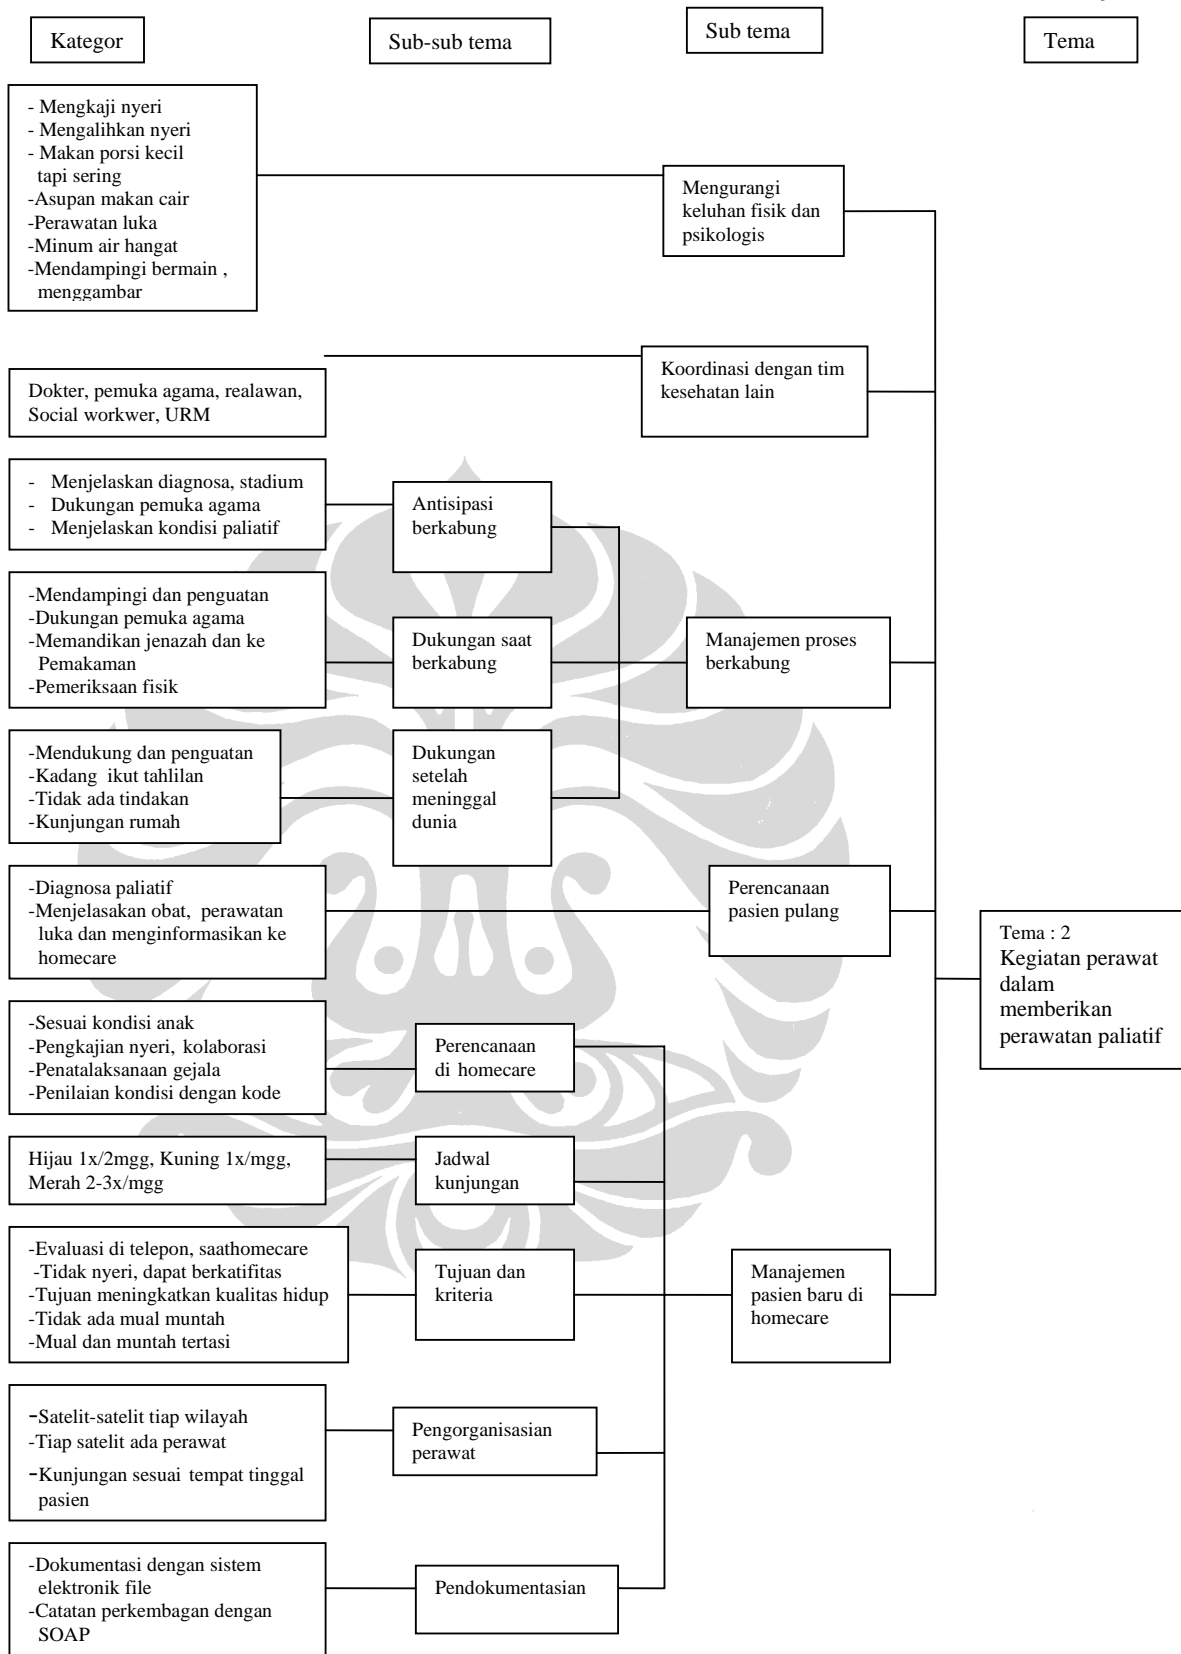 Kategor
Sub-sub tema
Sub tema
Tema
- Mengkaji nyeri
- Mengalihkan nyeri
- Makan porsi kecil
tapi sering
-Asupan makan cair
-Perawatan luka
-Minum air hangat
-Mendampingi bermain ,
menggambar
Mengurangi
keluhan fisik dan
psikologis
Dokter, pemuka agama, realawan,
Social workwer, URM
Koordinasi dengan tim
kesehatan lain
- Menjelaskan diagnosa, stadium
- Dukungan pemuka agama
- Menjelaskan kondisi paliatif
Antisipasi
berkabung
-Mendampingi dan penguatan
-Dukungan pemuka agama
-Memandikan jenazah dan ke
Pemakaman
-Pemeriksaan fisik
Dukungan saat
berkabung
Manajemen proses
berkabung
-Mendukung dan penguatan
-Kadang ikut tahlilan
-Tidak ada tindakan
-Kunjungan rumah
Dukungan
setelah
meninggal
dunia
-Diagnosa paliatif
-Menjelasakan obat, perawatan
luka dan menginformasikan ke
homecare
Perencanaan
pasien pulang
Tema : 2
Kegiatan perawat
dalam
memberikan
perawatan paliatif
-Sesuai kondisi anak
-Pengkajian nyeri, kolaborasi
-Penatalaksanaan gejala
-Penilaian kondisi dengan kode
Perencanaan
di homecare
Hijau 1x/2mgg, Kuning 1x/mgg,
Merah 2-3x/mgg
Jadwal
kunjungan
-Evaluasi di telepon, saathomecare
-Tidak nyeri, dapat berkatifitas
-Tujuan meningkatkan kualitas hidup
-Tidak ada mual muntah
-Mual dan muntah tertasi
Tujuan dan
kriteria
Manajemen
pasien baru di
homecare
-Satelit-satelit tiap wilayah
-Tiap satelit ada perawat
-Kunjungan sesuai tempat tinggal
pasien
Pengorganisasian
perawat
-Dokumentasi dengan sistem
elektronik file
-Catatan perkembagan dengan
SOAP
Pendokumentasian